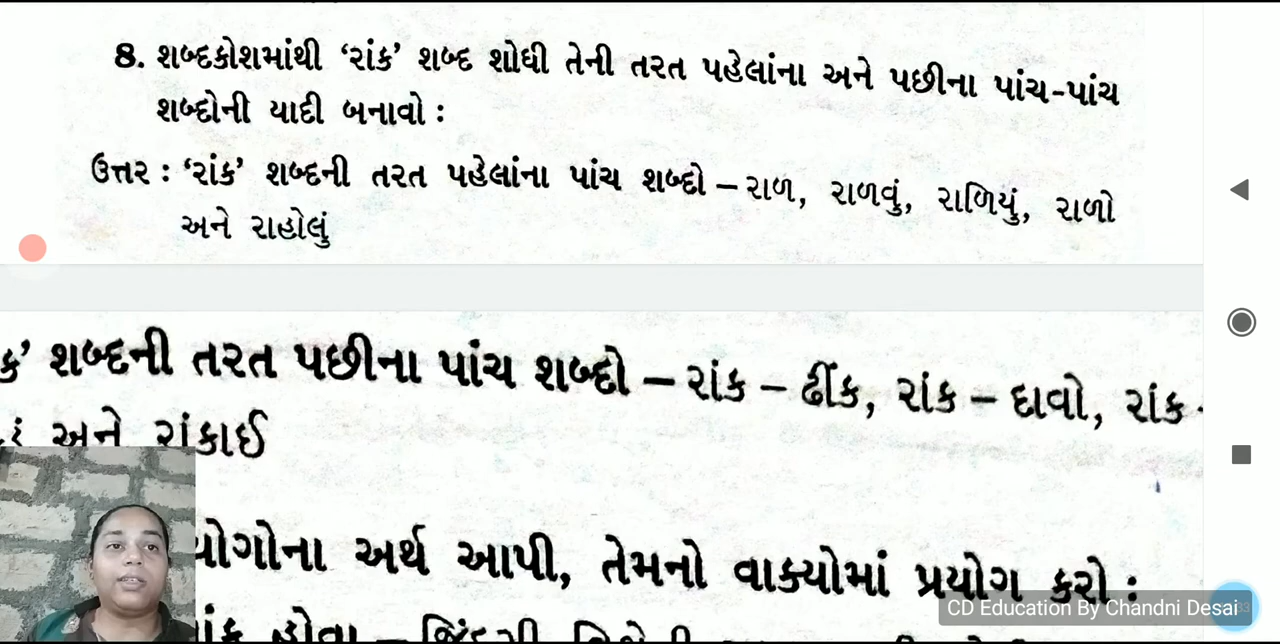 8. શબ્દકોશમાંથી ‘રાંક’ શબ્દ શોધી તેની તરત પહેલાંના અને પછીના પાંચ-પાંચ
શબ્દોની યાદી બનાવો :
ઉત્તર : ‘રાંક’ શબ્દની તરત પહેલાંના પાંચ શબ્દો – રાળ, રાળવું, રાળિયું, રાળો
અને રાહોલું
ક’ શબ્દની તરત પછીના પાંચ શબ્દો – રાંક – ઢીંક, રાંક – દાવો, રાંક -
અને રાંકાઈ
યોગોના અર્થ આપી, તેમનો વાક્યોમાં પ્રયોગ કરો :
CD Education By Chandni Desai